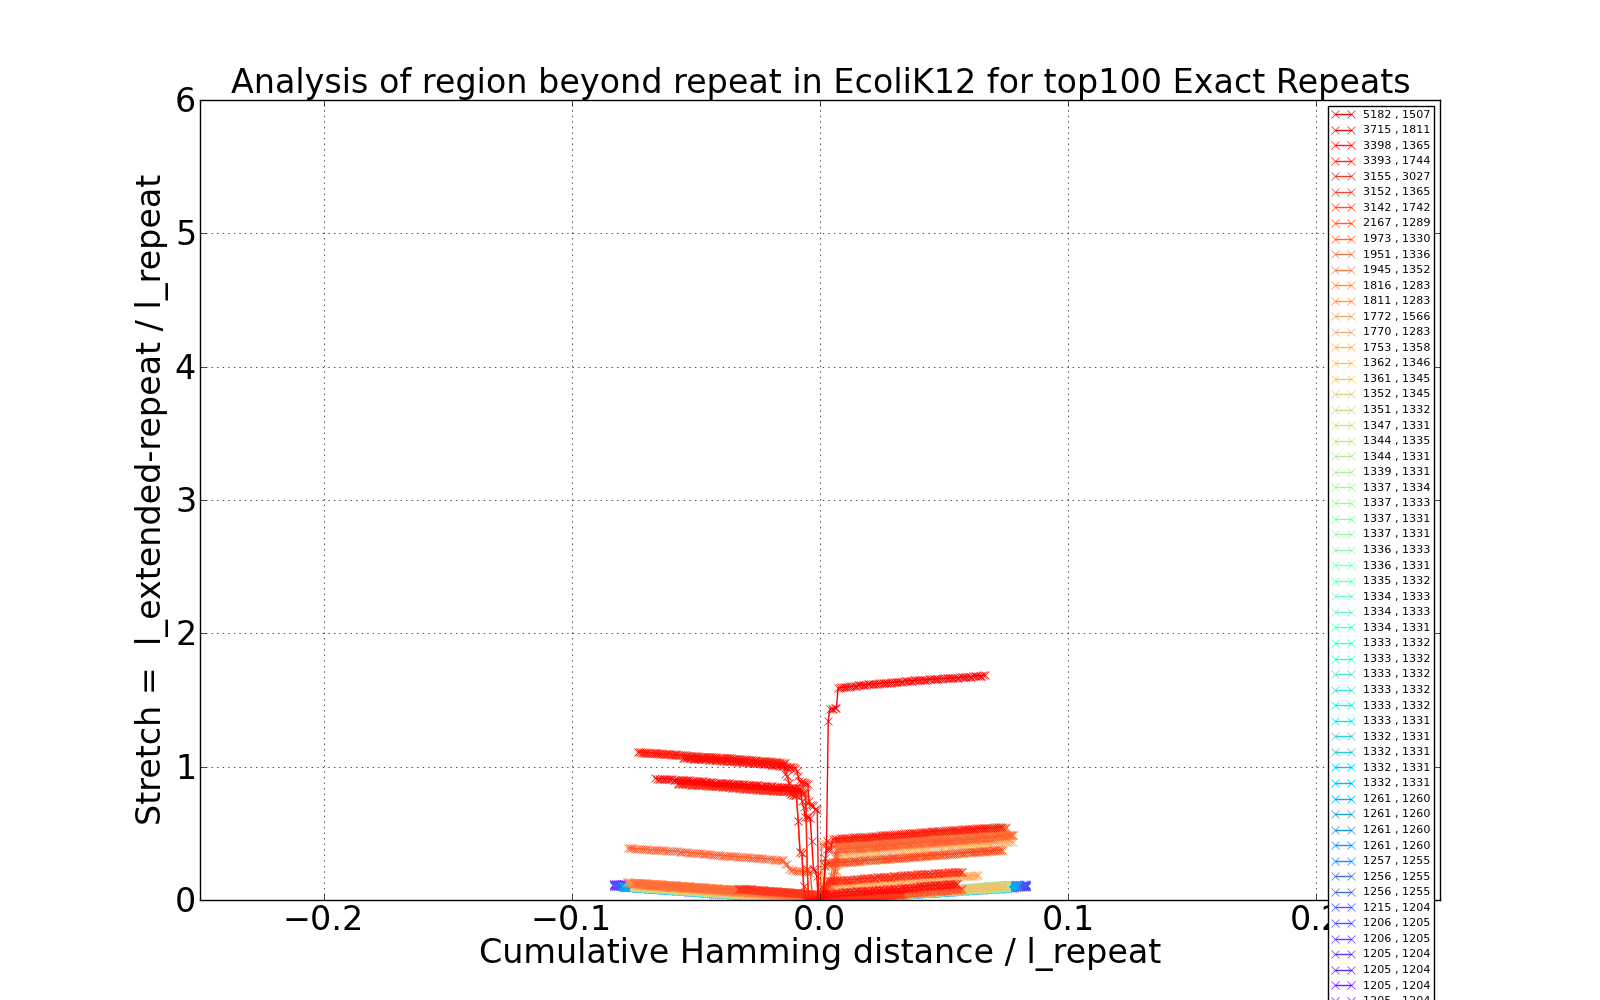 Analysis of region beyond repeat in EcoliK12 for top100 Exact Repeats
6
5
4
3
2
1
0
Stretch = l_extended-repeat / l_repeat
−0.2
−0.1
0.0
0.1
Cumulative Hamming distance / l_repeat
5182 , 1507
3715 , 1811
3398 , 1365
3393 , 1744
3155 , 3027
3152 , 1365
3142 , 1742
2167 , 1289
1973 , 1330
1951 , 1336
1945 , 1352
1816 , 1283
1811 , 1283
1772 , 1566
1770 , 1283
1753 , 1358
1362 , 1346
1361 , 1345
1352 , 1345
1351 , 1332
1347 , 1331
1344 , 1335
1344 , 1331
1339 , 1331
1337 , 1334
1337 , 1333
1337 , 1331
1337 , 1331
1336 , 1333
1336 , 1331
1335 , 1332
1334 , 1333
1334 , 1333
1334 , 1331
1333 , 1332
1333 , 1332
1333 , 1332
1333 , 1332
1333 , 1332
1333 , 1331
1332 , 1331
1332 , 1331
1332 , 1331
1332 , 1331
1261 , 1260
1261 , 1260
1261 , 1260
1261 , 1260
1257 , 1255
1256 , 1255
1256 , 1255
1215 , 1204
1206 , 1205
1206 , 1205
1205 , 1204
1205 , 1204
1205 , 1204